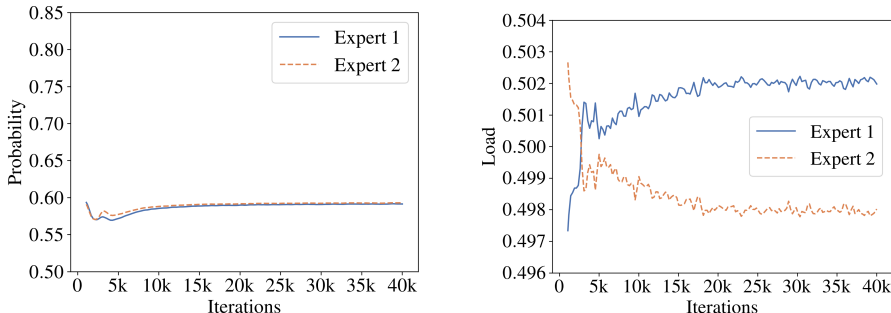 Probability
0.85
0.80
0.75
0.70
0.65
0.60
0.55
0.50
0
5k
10k
15k
20k
25k
30k
35k
40k
Iterations
Expert 1
Expert 2
Load
0.504
0.503
0.502
0.501
0.500
0.499
0.498
0.497
0.496
0
5k
10k
15k
20k
25k
30k
35k
40k
Iterations
Expert 1
Expert 2